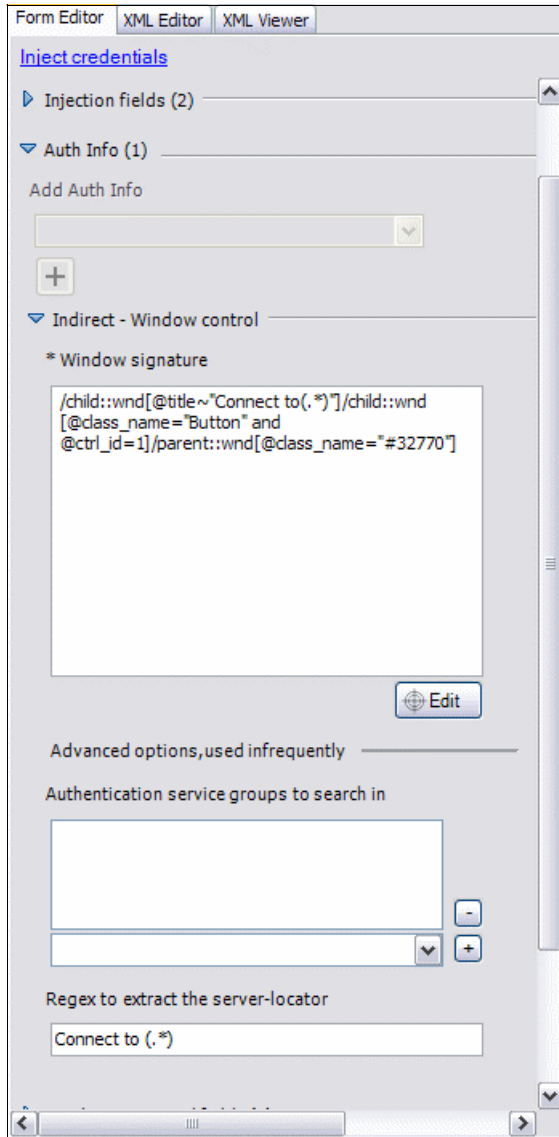 Form Editor XML Editor XML Viewer
Inject credentials
Injection fields (2)
Auth Info (1)
Add Auth Info
+
Indirect - Window control
* Window signature
/child::wnd[@title~"Connect to(.*)"]/child::wnd
[@class_name="Button" and
@ctrl_id=1]/parent::wnd[@class_name="#32770"]
Edit
Advanced options,used infrequently
Authentication service groups to search in
-
+
Regex to extract the server-locator
Connect to (.*)